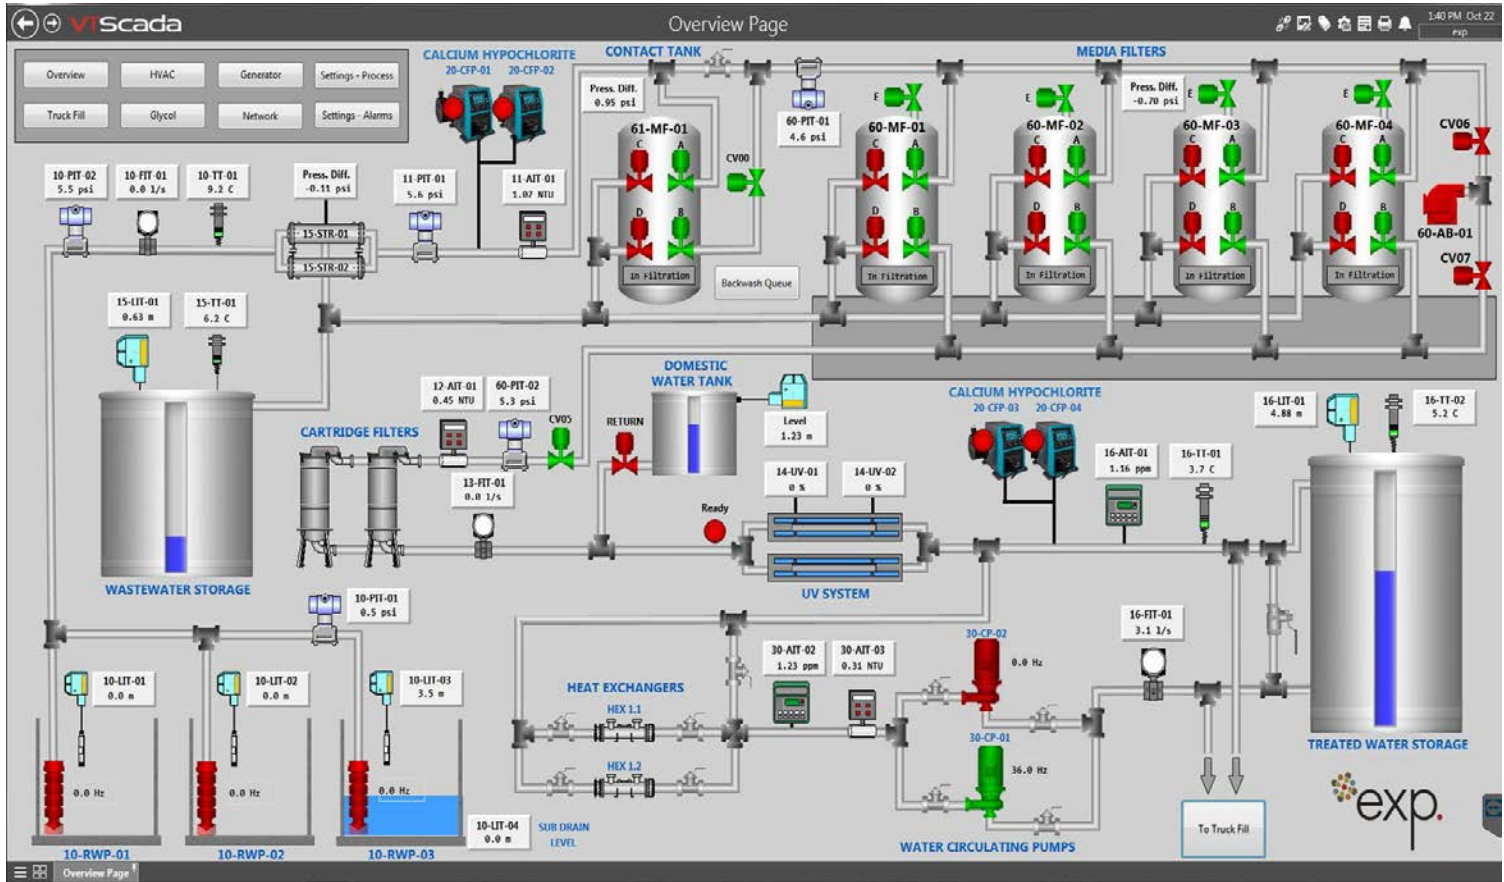 VTScada
Overview Page
1:40 PM Oct 22
exp
Overview
HVAC
Generator
Settings - Process
Truck Fill
Glycol
Network
Settings - Alarms
CALCIUM HYPOCHLORITE
20-CFP-01 20-CFP-02
CONTACT TANK
MEDIA FILTERS
Press. Diff.
0.95 psi
60-PIT-01
4.6 psi
Press. Diff.
-0.70 psi
E
E
E
E
61-MF-01
60-MF-01
60-MF-02
60-MF-03
60-MF-04
CV06
C A
C A
C A
C A
C A
CV00
10-PIT-02
5.5 psi
10-FIT-01
0.0 l/s
10-TT-01
9.2 C
Press. Diff.
-0.11 psi
11-PIT-01
5.6 psi
11-AIT-01
1.07 NTU
D B
D B
D B
D B
D B
15-STR-01
15-STR-02
60-AB-01
CV07
In Filtration
In Filtration
In Filtration
In Filtration
In Filtration
Backwash Queue
15-LIT-01
0.63 m
15-TT-01
6.2 C
DOMESTIC
WATER TANK
12-AIT-01
0.45 NTU
60-PIT-02
5.3 psi
CV05
RETURN
Level
1.23 m
CALCIUM HYPOCHLORITE
20-CFP-03 20-CFP-04
16-LIT-01
4.88 m
16-TT-02
5.2 C
CARTRIDGE FILTERS
13-FIT-01
0.0 l/s
14-UV-01
0 %
14-UV-02
0 %
16-AIT-01
1.16 ppm
16-TT-01
3.7 C
Ready
WASTEWATER STORAGE
UV SYSTEM
10-PIT-01
0.5 psi
16-FIT-01
3.1 l/s
30-CP-02
0.0 Hz
30-AIT-02
1.23 ppm
30-AIT-03
0.31 NTU
10-LIT-01
0.0 m
10-LIT-02
0.0 m
10-LIT-03
3.5 m
HEAT EXCHANGERS
HEX 1.1
30-CP-01
36.0 Hz
TREATED WATER STORAGE
HEX 1.2
0.0 Hz
0.0 Hz
0.0 Hz
exp.
10-LIT-04
0.0 m
SUB DRAIN
LEVEL
To Truck Fill
WATER CIRCULATING PUMPS
10-RWP-01
10-RWP-02
10-RWP-03
Overview Page